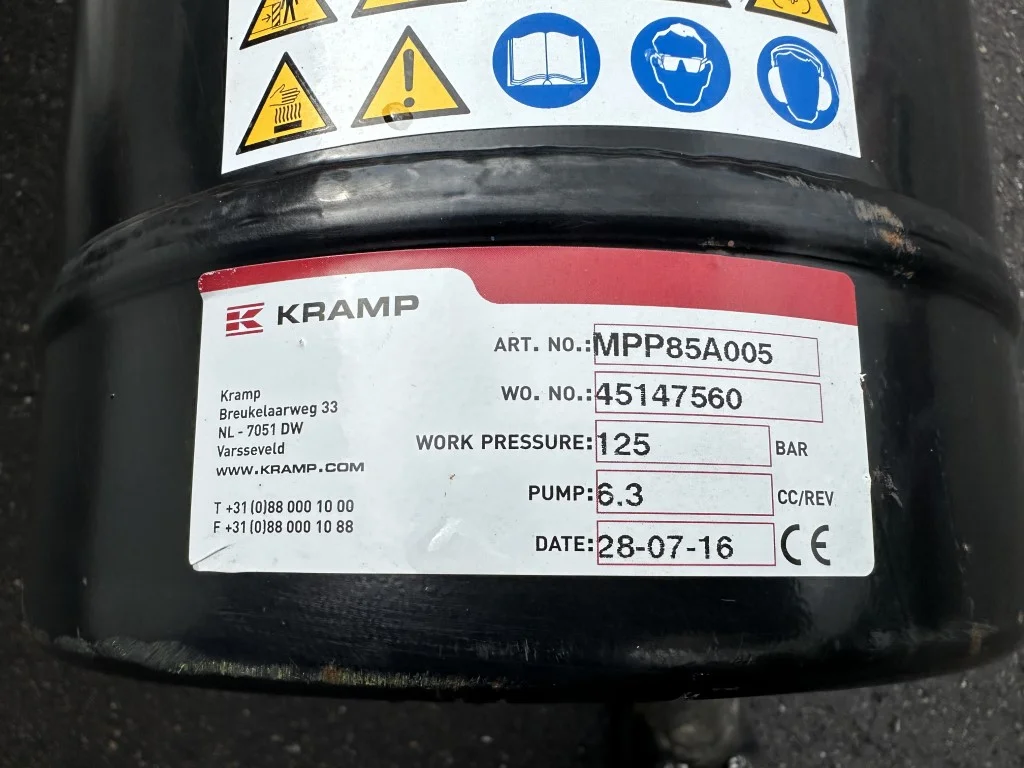 KRAMP
ART. NO.: MPP85A005
WO. NO.: 45147560
WORK PRESSURE: 125 BAR
PUMP: 6.3 CC/REV
DATE: 28-07-16 CE
Kramp
Breukelaarweg 33
NL - 7051 DW
Varsseveld
WWW.KRAMP.COM
T +31 (0)88 000 10 00
F +31 (0)88 000 10 88